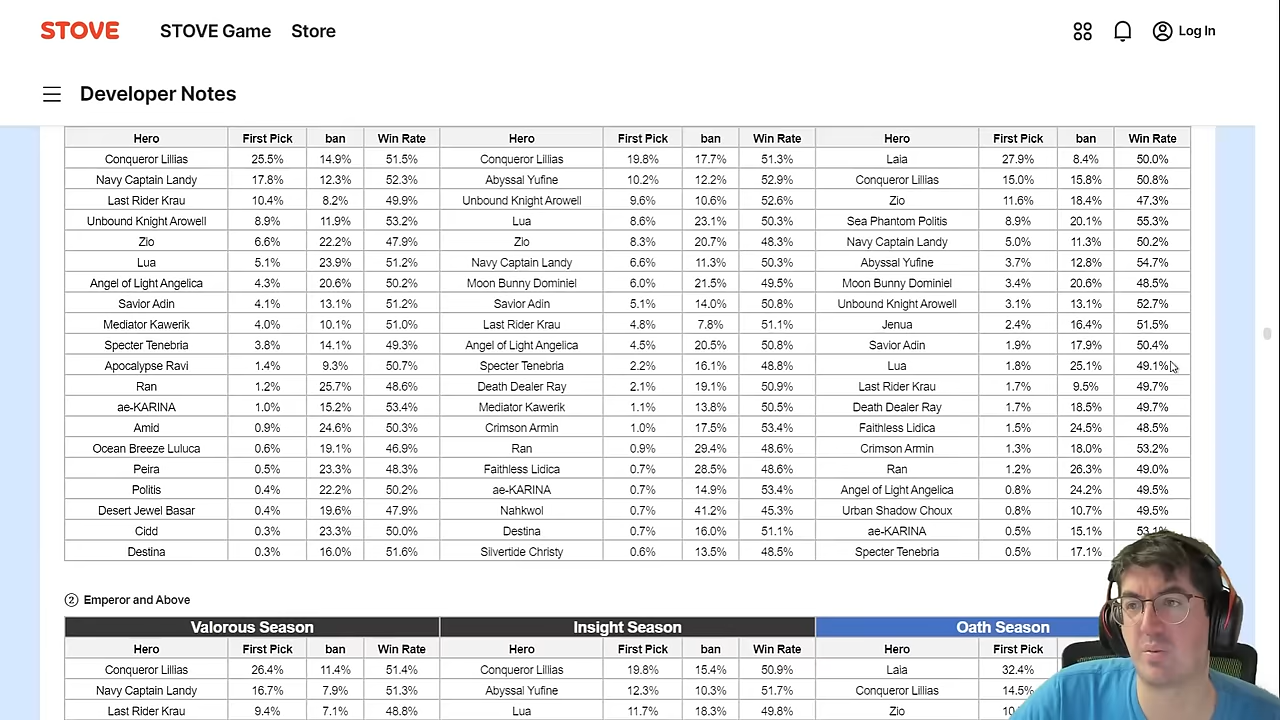 STOVE STOVE Game Store Log In
Developer Notes
Hero First Pick ban Win Rate Hero First Pick ban Win Rate Hero First Pick ban Win Rate
Conqueror Lillias 25.5% 14.9% 51.5% Conqueror Lillias 19.8% 17.7% 51.3% Laia 27.9% 8.4% 50.0%
Navy Captain Landy 17.8% 12.3% 52.3% Abyssal Yufine 10.2% 12.2% 52.9% Conqueror Lillias 15.0% 15.8% 50.8%
Last Rider Krau 10.4% 8.2% 49.9% Unbound Knight Arowell 9.6% 10.6% 52.6% Zio 11.6% 18.4% 47.3%
Unbound Knight Arowell 8.9% 11.9% 53.2% Lua 8.6% 23.1% 50.3% Sea Phantom Politis 8.9% 20.1% 55.3%
Zio 6.6% 22.2% 47.9% Zio 8.3% 20.7% 48.3% Navy Captain Landy 5.0% 11.3% 50.2%
Lua 5.1% 23.9% 51.2% Navy Captain Landy 6.6% 11.3% 50.3% Abyssal Yufine 3.7% 12.8% 54.7%
Angel of Light Angelica 4.3% 20.6% 50.2% Moon Bunny Dominiel 6.0% 21.5% 49.5% Moon Bunny Dominiel 3.4% 20.6% 48.5%
Savior Adin 4.1% 13.1% 51.2% Savior Adin 5.1% 14.0% 50.8% Unbound Knight Arowell 3.1% 13.1% 52.7%
Mediator Kawerik 4.0% 10.1% 51.0% Last Rider Krau 4.8% 7.8% 51.1% Jenua 2.4% 16.4% 51.5%
Specter Tenebria 3.8% 14.1% 49.3% Angel of Light Angelica 4.5% 20.5% 50.8% Savior Adin 1.9% 17.9% 50.4%
Apocalypse Ravi 1.4% 9.3% 50.7% Specter Tenebria 2.2% 16.1% 48.8% Lua 1.8% 25.1% 49.1%
Ran 1.2% 25.7% 48.6% Death Dealer Ray 2.1% 19.1% 50.9% Last Rider Krau 1.7% 9.5% 49.7%
ae-KARINA 1.0% 15.2% 53.4% Mediator Kawerik 1.1% 13.8% 50.5% Death Dealer Ray 1.7% 18.5% 49.7%
Amid 0.9% 24.6% 50.3% Crimson Armin 1.0% 17.5% 53.4% Faithless Lidica 1.5% 24.5% 48.5%
Ocean Breeze Luluca 0.6% 19.1% 46.9% Ran 0.9% 29.4% 48.6% Crimson Armin 1.3% 18.0% 53.2%
Peira 0.5% 23.3% 48.3% Faithless Lidica 0.7% 28.5% 48.6% Ran 1.2% 26.3% 49.0%
Politis 0.4% 22.2% 50.2% ae-KARINA 0.7% 14.9% 53.4% Angel of Light Angelica 0.8% 24.2% 49.5%
Desert Jewel Basar 0.4% 19.6% 47.9% Nahkwol 0.7% 41.2% 45.3% Urban Shadow Choux 0.8% 10.7% 49.5%
Cidd 0.3% 23.3% 50.0% Destina 0.7% 16.0% 51.1% ae-KARINA 0.5% 15.1% 53.1%
Destina 0.3% 16.0% 51.6% Silvertide Christy 0.6% 13.5% 48.5% Specter Tenebria 0.5% 17.1%
② Emperor and Above
Valorous Season Insight Season Oath Season
Hero First Pick ban Win Rate Hero First Pick ban Win Rate Hero First Pick
Conqueror Lillias 26.4% 11.4% 51.4% Conqueror Lillias 19.8% 15.4% 50.9% Laia 32.4%
Navy Captain Landy 16.7% 7.9% 51.3% Abyssal Yufine 12.3% 10.3% 51.7% Conqueror Lillias 14.5%
Last Rider Krau 9.4% 7.1% 48.8% Lua 11.7% 18.3% 49.8% Zio